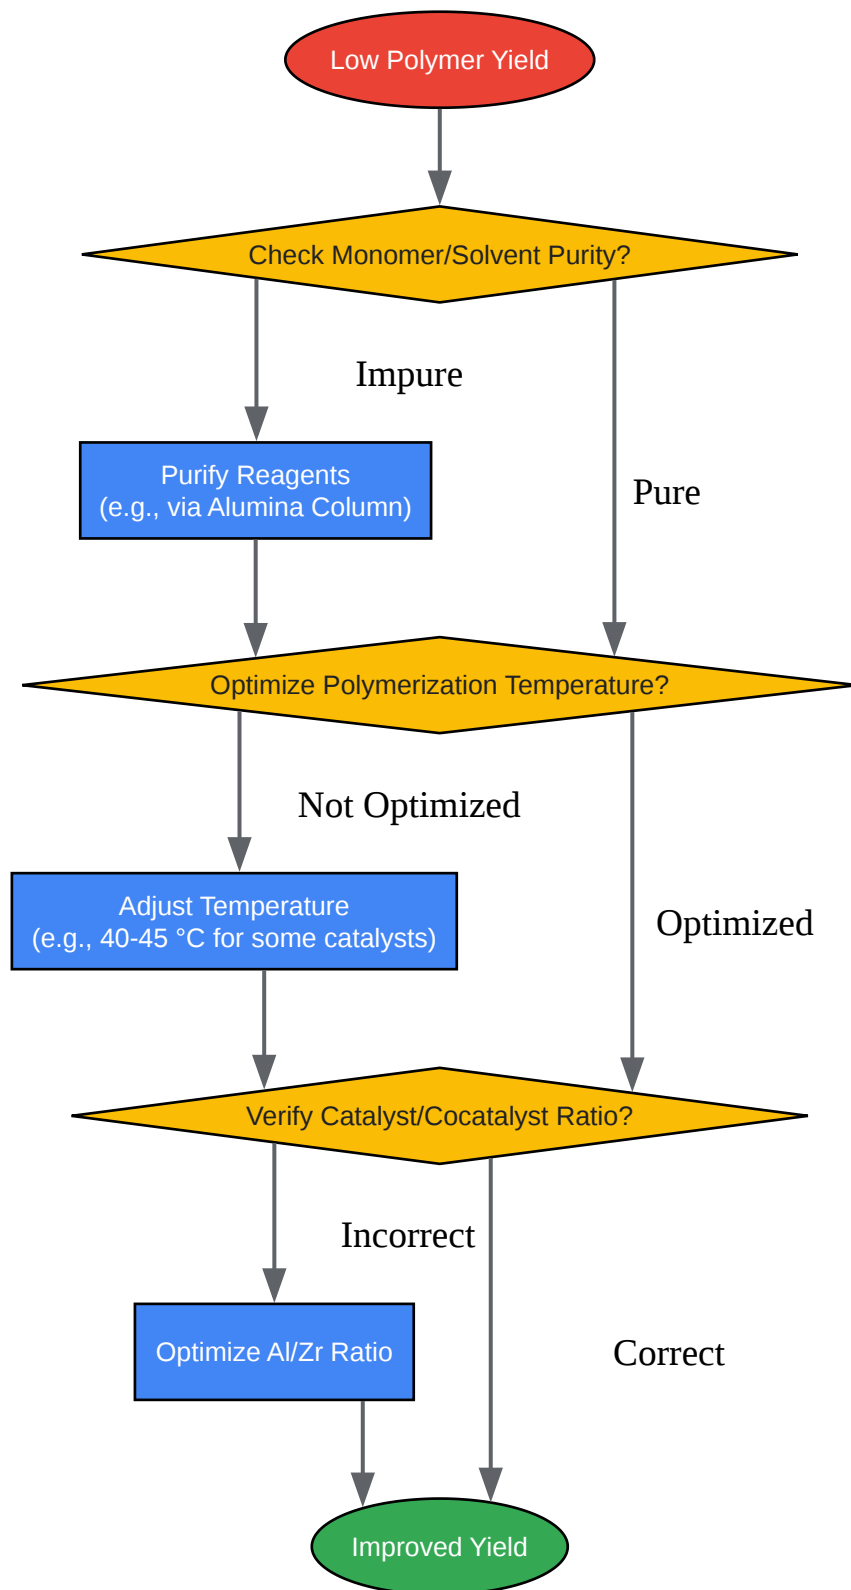 Low Polymer Yield
Check Monomer/Solvent Purity?
Impure
Purify Reagents
(e.g., via Alumina Column)
Pure
Optimize Polymerization Temperature?
Not Optimized
Adjust Temperature
(e.g., 40-45 °C for some catalysts)
Optimized
Verify Catalyst/Cocatalyst Ratio?
Incorrect
Optimize Al/Zr Ratio
Correct
Improved Yield